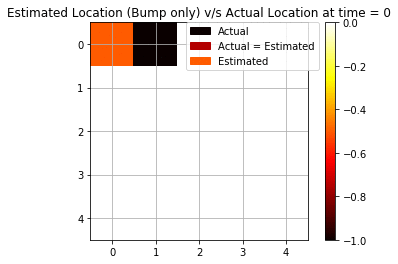 Estimated Location (Bump only) v/s Actual Location at time = 0
Actual
Actual = Estimated
Estimated
0
1
2
3
4
0 1 2 3 4
0.0
−0.2
−0.4
−0.6
−0.8
−1.0